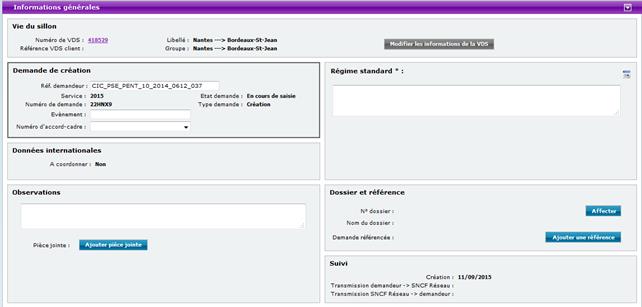 Informations générales
Vie du sillon
Numéro de VDS : 418529
Libellé : Nantes ---> Bordeaux-St-Jean
Référence VDS client :
Groupe : Nantes ---> Bordeaux-St-Jean
Modifier les informations de la VDS
Demande de création
Réf. demandeur : CIC_PSE_PENT_10_2014_0612_037
Service : 2015
Etat demande : En cours de saisie
Numéro de demande : 22HNX9
Type demande : Création
Evènement :
Numéro d'accord-cadre :
Régime standard * :
Données internationales
A coordonner : Non
Observations
Pièce jointe :
Ajouter pièce jointe
Dossier et référence
N° dossier :
Affecter
Nom du dossier :
Demande référencée :
Ajouter une référence
Suivi
Création : 11/09/2015
Transmission demandeur -> SNCF Réseau :
Transmission SNCF Réseau -> demandeur :